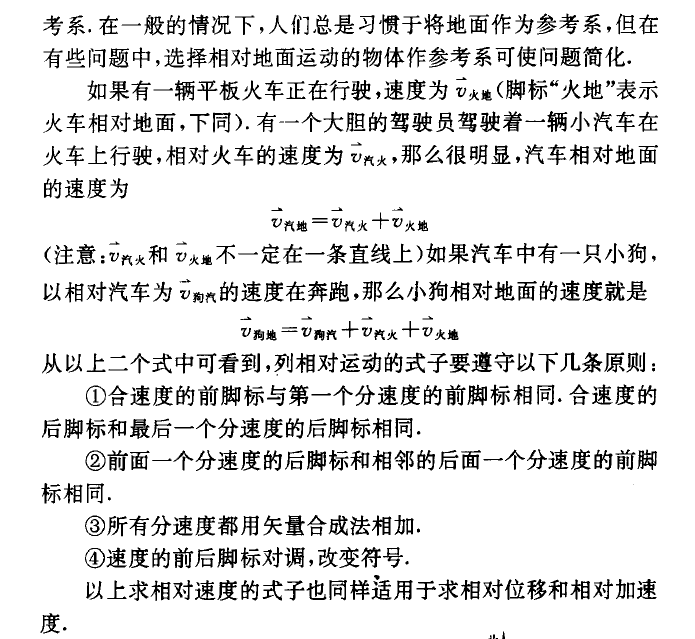 考系.在一般的情况下,人们总是习惯于将地面作为参考系,但在
有些问题中,选择相对地面运动的物体作参考系可使问题简化.
如果有一辆平板火车正在行驶,速度为 v⃗火地(脚标“火地”表示
火车相对地面,下同).有一个大胆的驾驶员驾驶着一辆小汽车在
火车上行驶,相对火车的速度为 v⃗汽火,那么很明显,汽车相对地面
的速度为
v⃗汽地=v⃗汽火+v⃗火地
(注意:v⃗汽火和 v⃗火地不一定在一条直线上)如果汽车中有一只小狗,
以相对汽车为 v⃗狗汽的速度在奔跑,那么小狗相对地面的速度就是
v⃗狗地=v⃗狗汽+v⃗汽火+v⃗火地
从以上二个式中可看到,列相对运动的式子要遵守以下几条原则:
①合速度的前脚标与第一个分速度的前脚标相同.合速度的
后脚标和最后一个分速度的后脚标相同.
②前面一个分速度的后脚标和相邻的后面一个分速度的前脚
标相同.
③所有分速度都用矢量合成法相加.
④速度的前后脚标对调,改变符号.
以上求相对速度的式子也同样适用于求相对位移和相对加速
度.